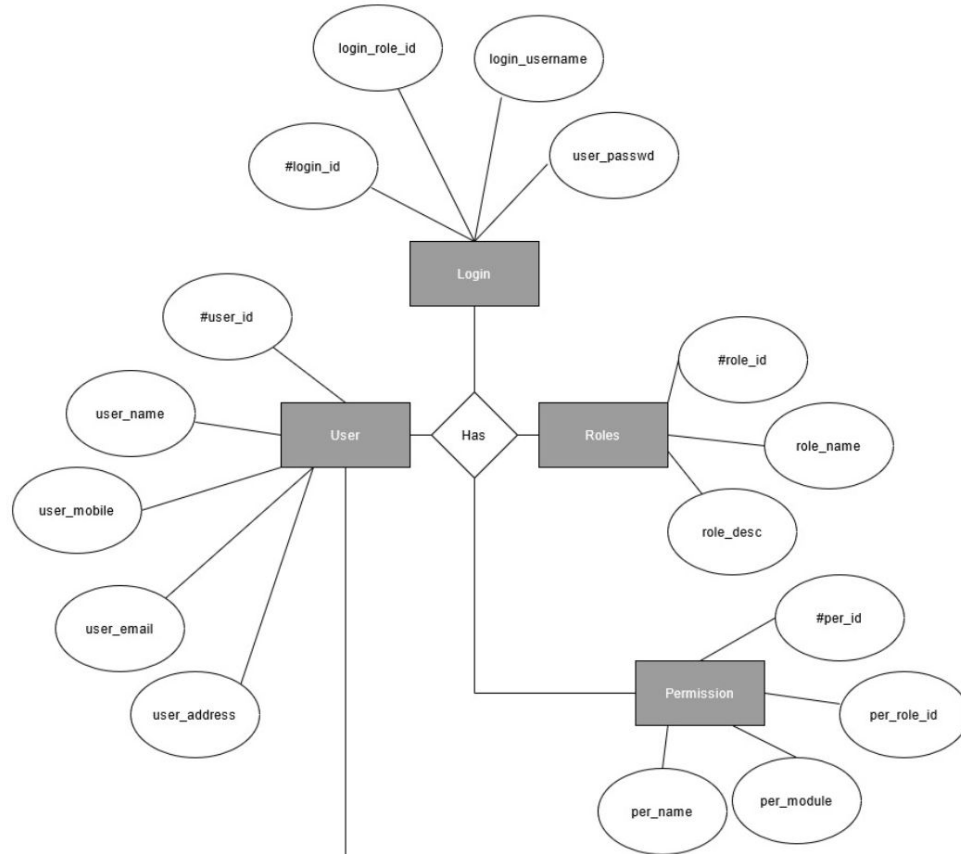 login_role_id
login_username
#login_id
user_passwd
Login
#user_id
#role_id
user_name
User
Has
Roles
role_name
user_mobile
role_desc
user_email
#per_id
user_address
Permission
per_role_id
per_name
per_module